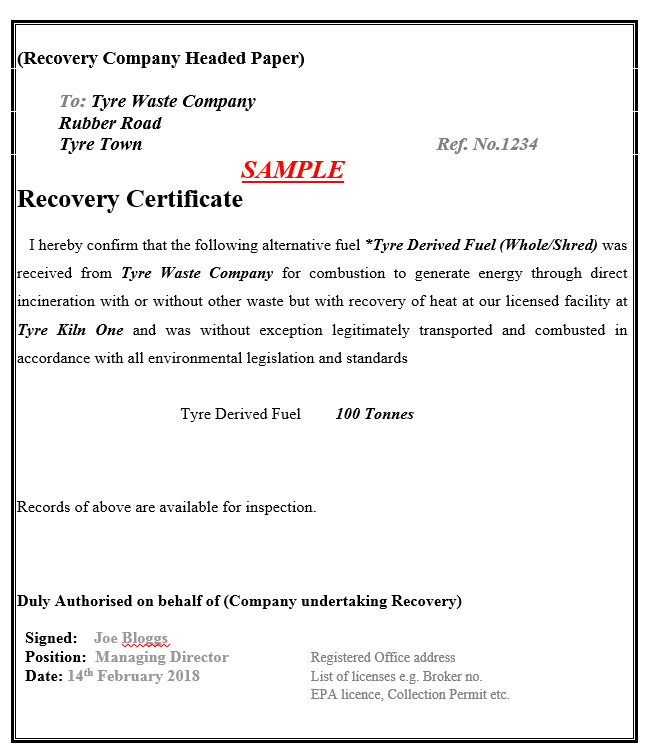 (Recovery Company Headed Paper)
To: Tyre Waste Company
Rubber Road
Tyre Town Ref. No.1234
SAMPLE
Recovery Certificate
I hereby confirm that the following alternative fuel *Tyre Derived Fuel (Whole/Shred) was
received from Tyre Waste Company for combustion to generate energy through direct
incineration with or without other waste but with recovery of heat at our licensed facility at
Tyre Kiln One and was without exception legitimately transported and combusted in
accordance with all environmental legislation and standards
Tyre Derived Fuel 100 Tonnes
Records of above are available for inspection.
Duly Authorised on behalf of (Company undertaking Recovery)
Signed: Joe Bloggs
Position: Managing Director Registered Office address
Date: 14th February 2018 List of licenses e.g. Broker no.
EPA licence, Collection Permit etc.